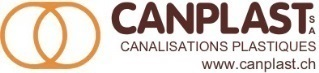 CANPLAST SA
CANALISATIONS PLASTIQUES
www.canplast.ch